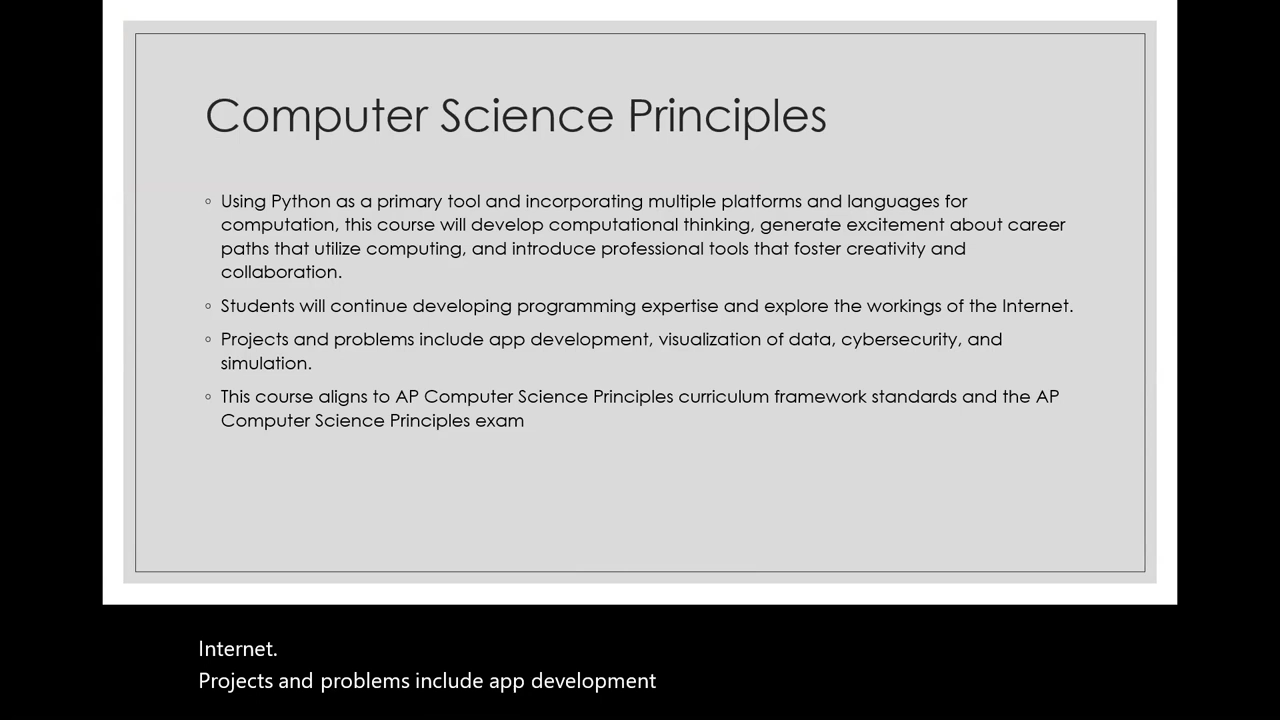 Computer Science Principles
◦ Using Python as a primary tool and incorporating multiple platforms and languages for
computation, this course will develop computational thinking, generate excitement about career
paths that utilize computing, and introduce professional tools that foster creativity and
collaboration.
◦ Students will continue developing programming expertise and explore the workings of the Internet.
◦ Projects and problems include app development, visualization of data, cybersecurity, and
simulation.
◦ This course aligns to AP Computer Science Principles curriculum framework standards and the AP
Computer Science Principles exam
Internet.
Projects and problems include app development